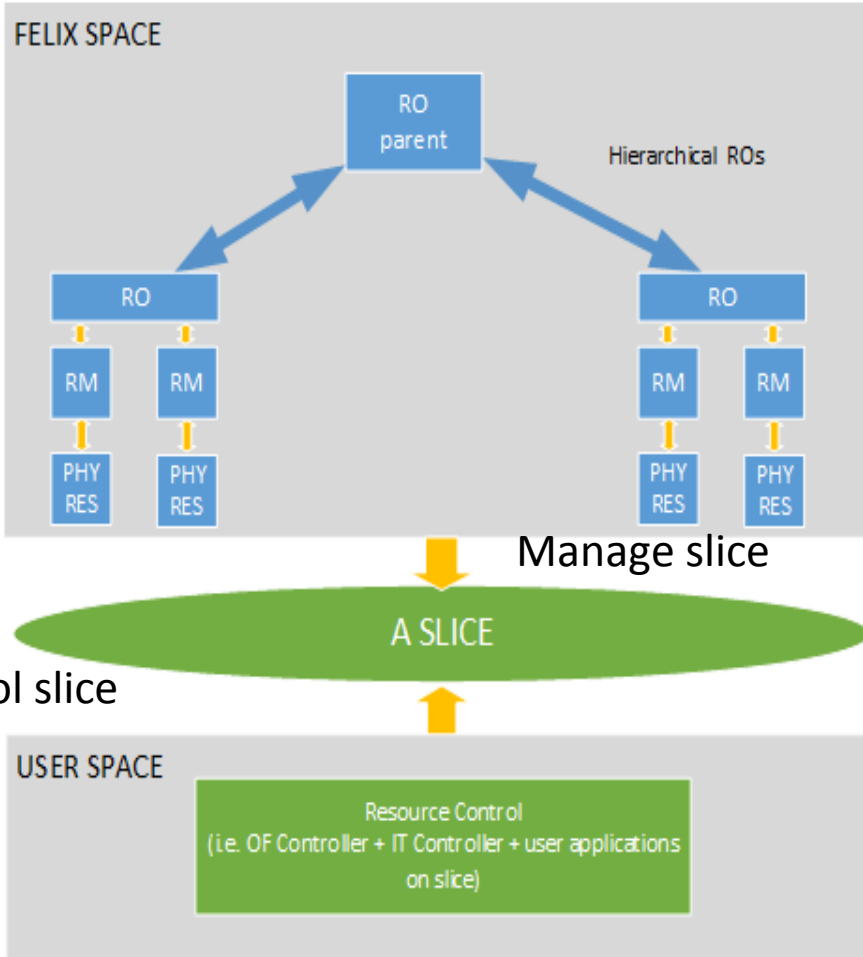 FELIX SPACE
RO
parent
Hierarchical ROs
RO
RO
RM
RM
RM
RM
PHY
RES
PHY
RES
PHY
RES
PHY
RES
Manage slice
A SLICE
ol slice
USER SPACE
Resource Control
(i.e. OF Controller + IT Controller + user applications
on slice)